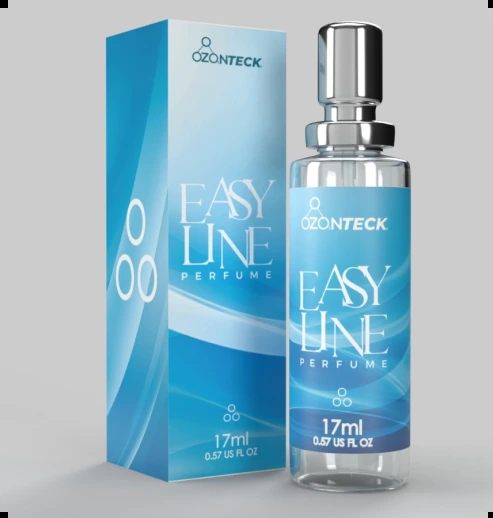 OZONTECK
EASY
LINE
PERFUME
17ml
0.57 US FL OZ
OZONTECK
EASY
LINE
PERFUME
17ml
0.57 US FL OZ